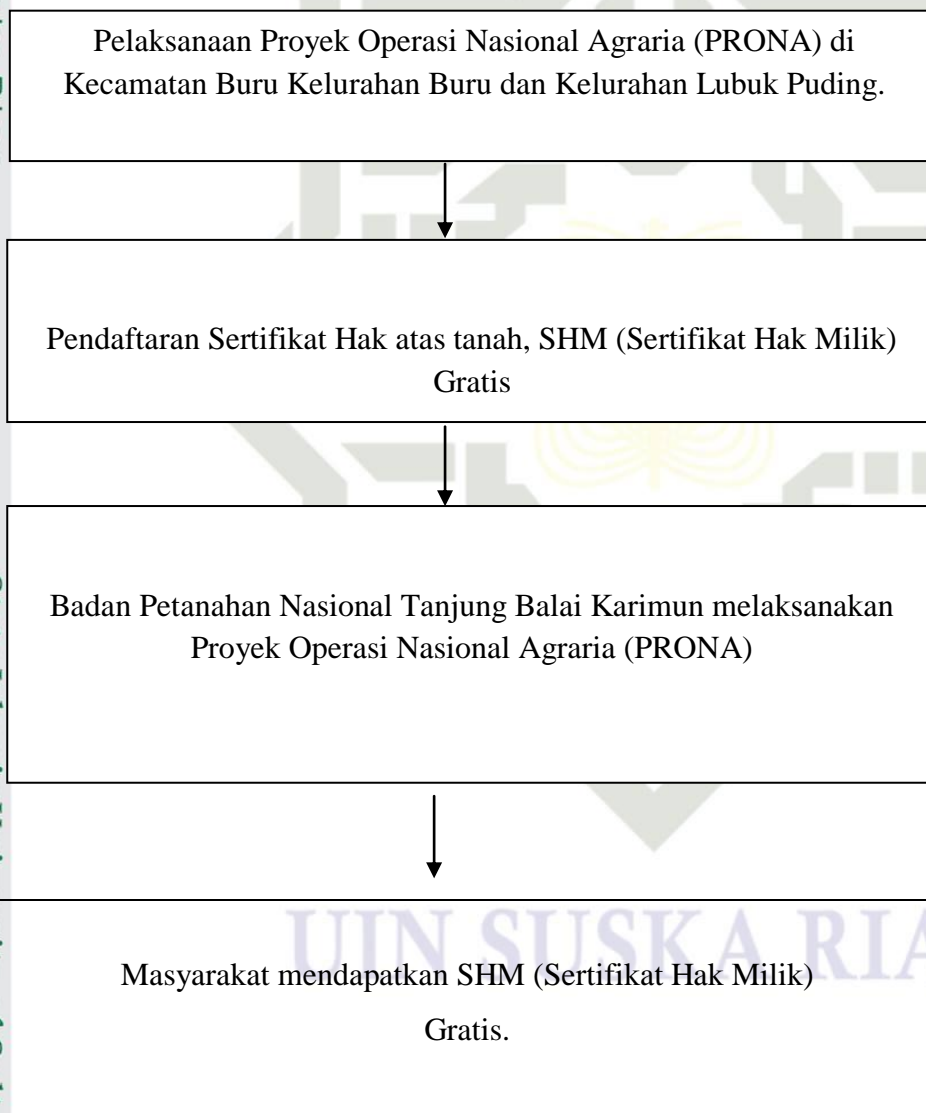 Pelaksanaan Proyek Operasi Nasional Agraria (PRONA) di
Kecamatan Buru Kelurahan Buru dan Kelurahan Lubuk Puding.
Pendaftaran Sertifikat Hak atas tanah, SHM (Sertifikat Hak Milik)
Gratis
Badan Petanahan Nasional Tanjung Balai Karimun melaksanakan
Proyek Operasi Nasional Agraria (PRONA)
UIN SUSKA RIA
Masyarakat mendapatkan SHM (Sertifikat Hak Milik)
Gratis.